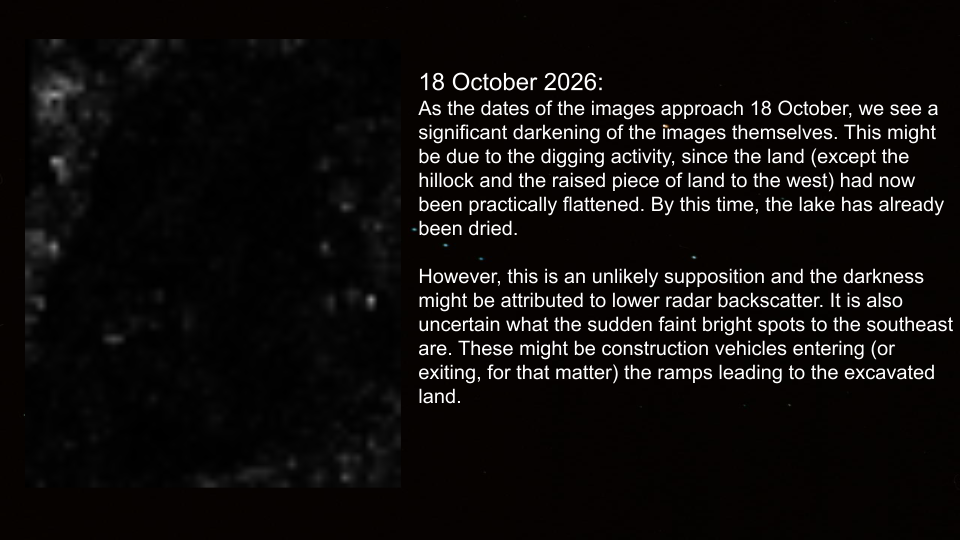 18 October 2026:
As the dates of the images approach 18 October, we see a
significant darkening of the images themselves. This might
be due to the digging activity, since the land (except the
hillock and the raised piece of land to the west) had now
been practically flattened. By this time, the lake has already
been dried.
However, this is an unlikely supposition and the darkness
might be attributed to lower radar backscatter. It is also
uncertain what the sudden faint bright spots to the southeast
are. These might be construction vehicles entering (or
exiting, for that matter) the ramps leading to the excavated
land.